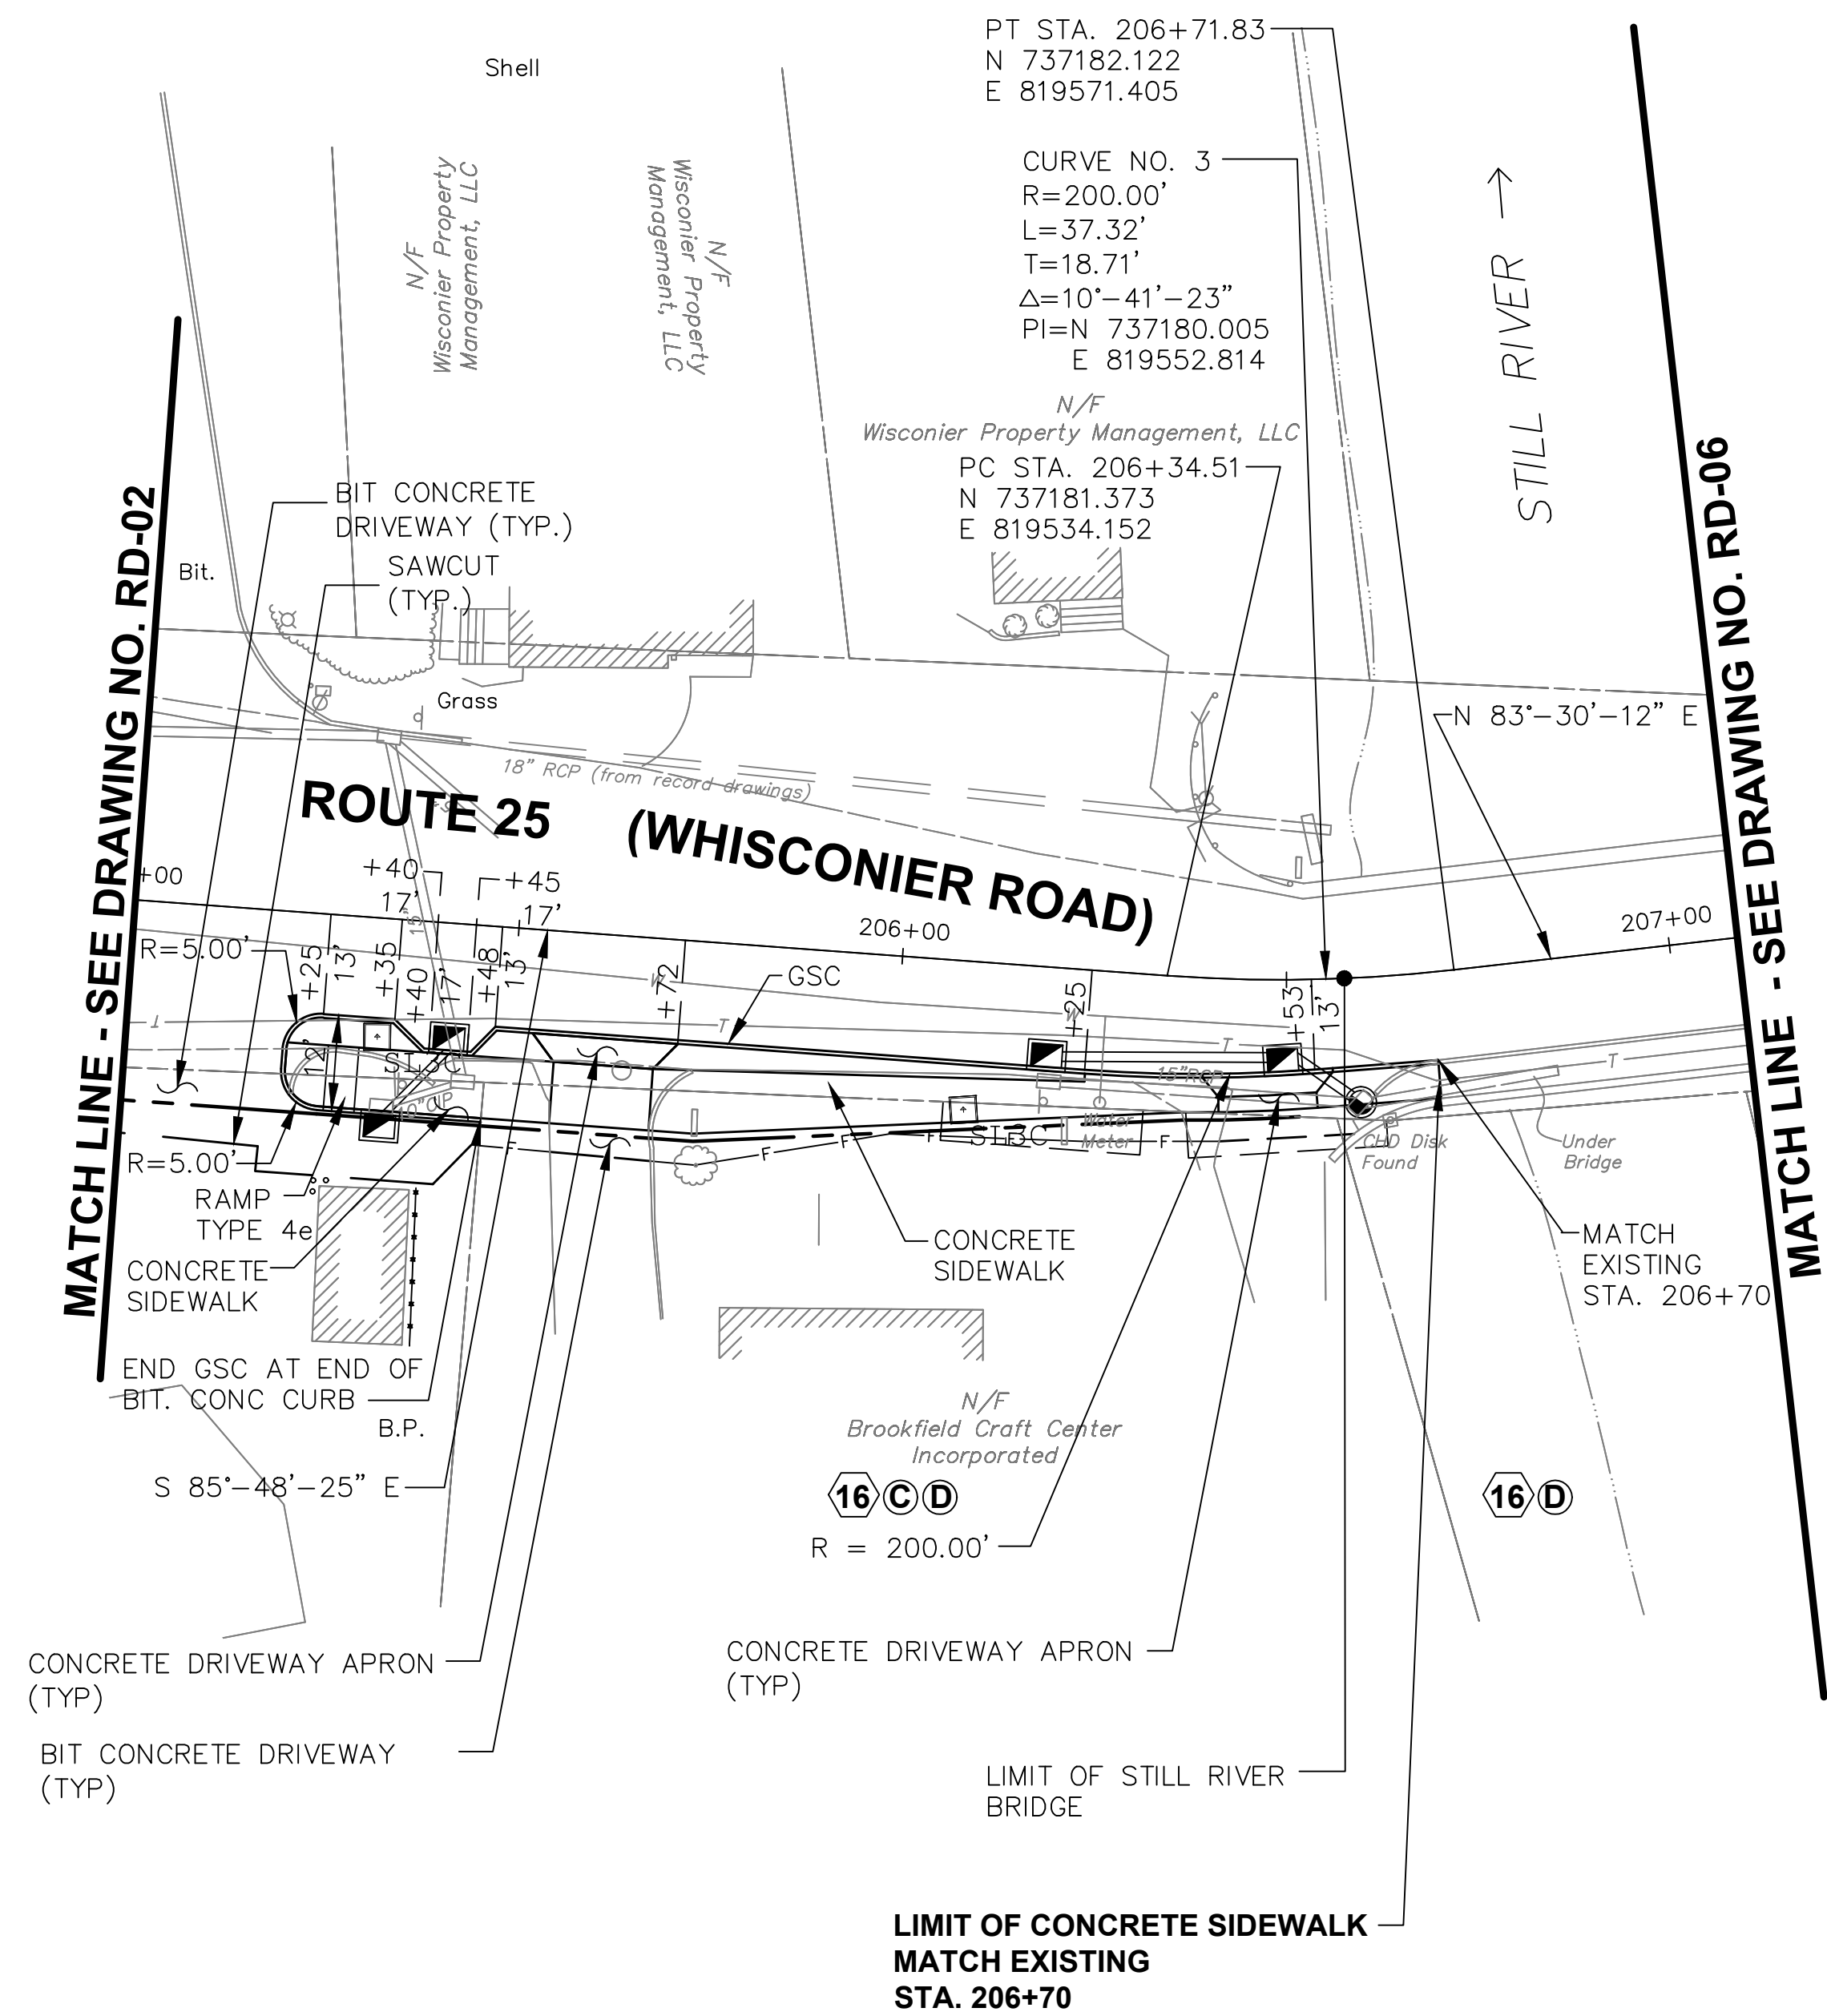 PT STA. 206+71.83
N 737182.122
E 819571.405
Shell
CURVE NO. 3
R=200.00'
L=37.32'
T=18.71'
Δ=10°-41'-23"
PI=N 737180.005
E 819552.814
STILL RIVER →
N/F
Wisconier Property
Management, LLC
N/F
Wisconier Property
Management, LLC
N/F
Wisconier Property Management, LLC
PC STA. 206+34.51
N 737181.373
E 819534.152
MATCH LINE - SEE DRAWING NO. RD-02
MATCH LINE - SEE DRAWING NO. RD-06
BIT CONCRETE
DRIVEWAY (TYP.)
SAWCUT
(TYP.)
Bit.
Grass
N 83°-30'-12" E
18" RCP (from record drawings)
ROUTE 25 (WHISCONIER ROAD)
+00
+40
17'
+45
17'
15"
206+00
207+00
R=5.00'
+25
13'
+35
+40
17'
+48
13'
+72
GSC
+25
+53
13'
W
W
T
T
T
T
12'
10" CIP
15" RCP
F
F
F
F
F
Water
Meter
CHD Disk
Found
Under
Bridge
R=5.00'
RAMP
TYPE 4e
CONCRETE
SIDEWALK
CONCRETE
SIDEWALK
MATCH
EXISTING
STA. 206+70
END GSC AT END OF
BIT. CONC CURB
B.P.
N/F
Brookfield Craft Center
Incorporated
S 85°-48'-25" E
16 C D
16 D
R = 200.00'
CONCRETE DRIVEWAY APRON
(TYP)
CONCRETE DRIVEWAY APRON
(TYP)
BIT CONCRETE DRIVEWAY
(TYP)
LIMIT OF STILL RIVER
BRIDGE
LIMIT OF CONCRETE SIDEWALK
MATCH EXISTING
STA. 206+70